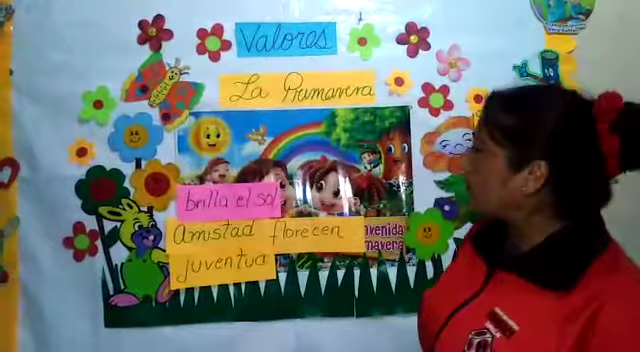 Valores
La Primavera
brilla el sol
amistad florecen
juventud